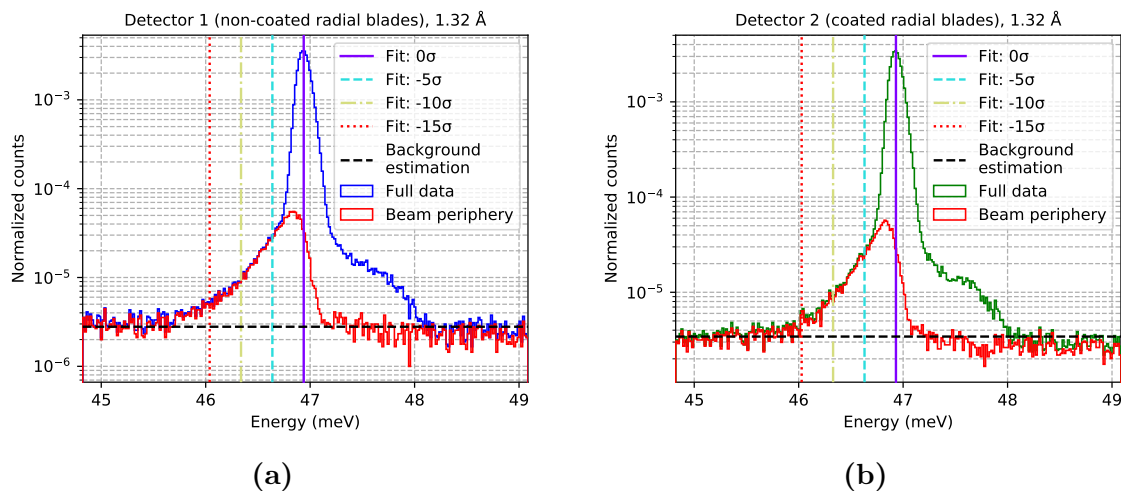 Detector 1 (non-coated radial blades), 1.32 Å
Normalized counts
10⁻³
10⁻⁴
10⁻⁵
10⁻⁶
Fit: 0σ
Fit: -5σ
Fit: -10σ
Fit: -15σ
Background
estimation
Full data
Beam periphery
45 46 47 48 49
Energy (meV)
(a)
Detector 2 (coated radial blades), 1.32 Å
Normalized counts
10⁻³
10⁻⁴
10⁻⁵
Fit: 0σ
Fit: -5σ
Fit: -10σ
Fit: -15σ
Background
estimation
Full data
Beam periphery
45 46 47 48 49
Energy (meV)
(b)